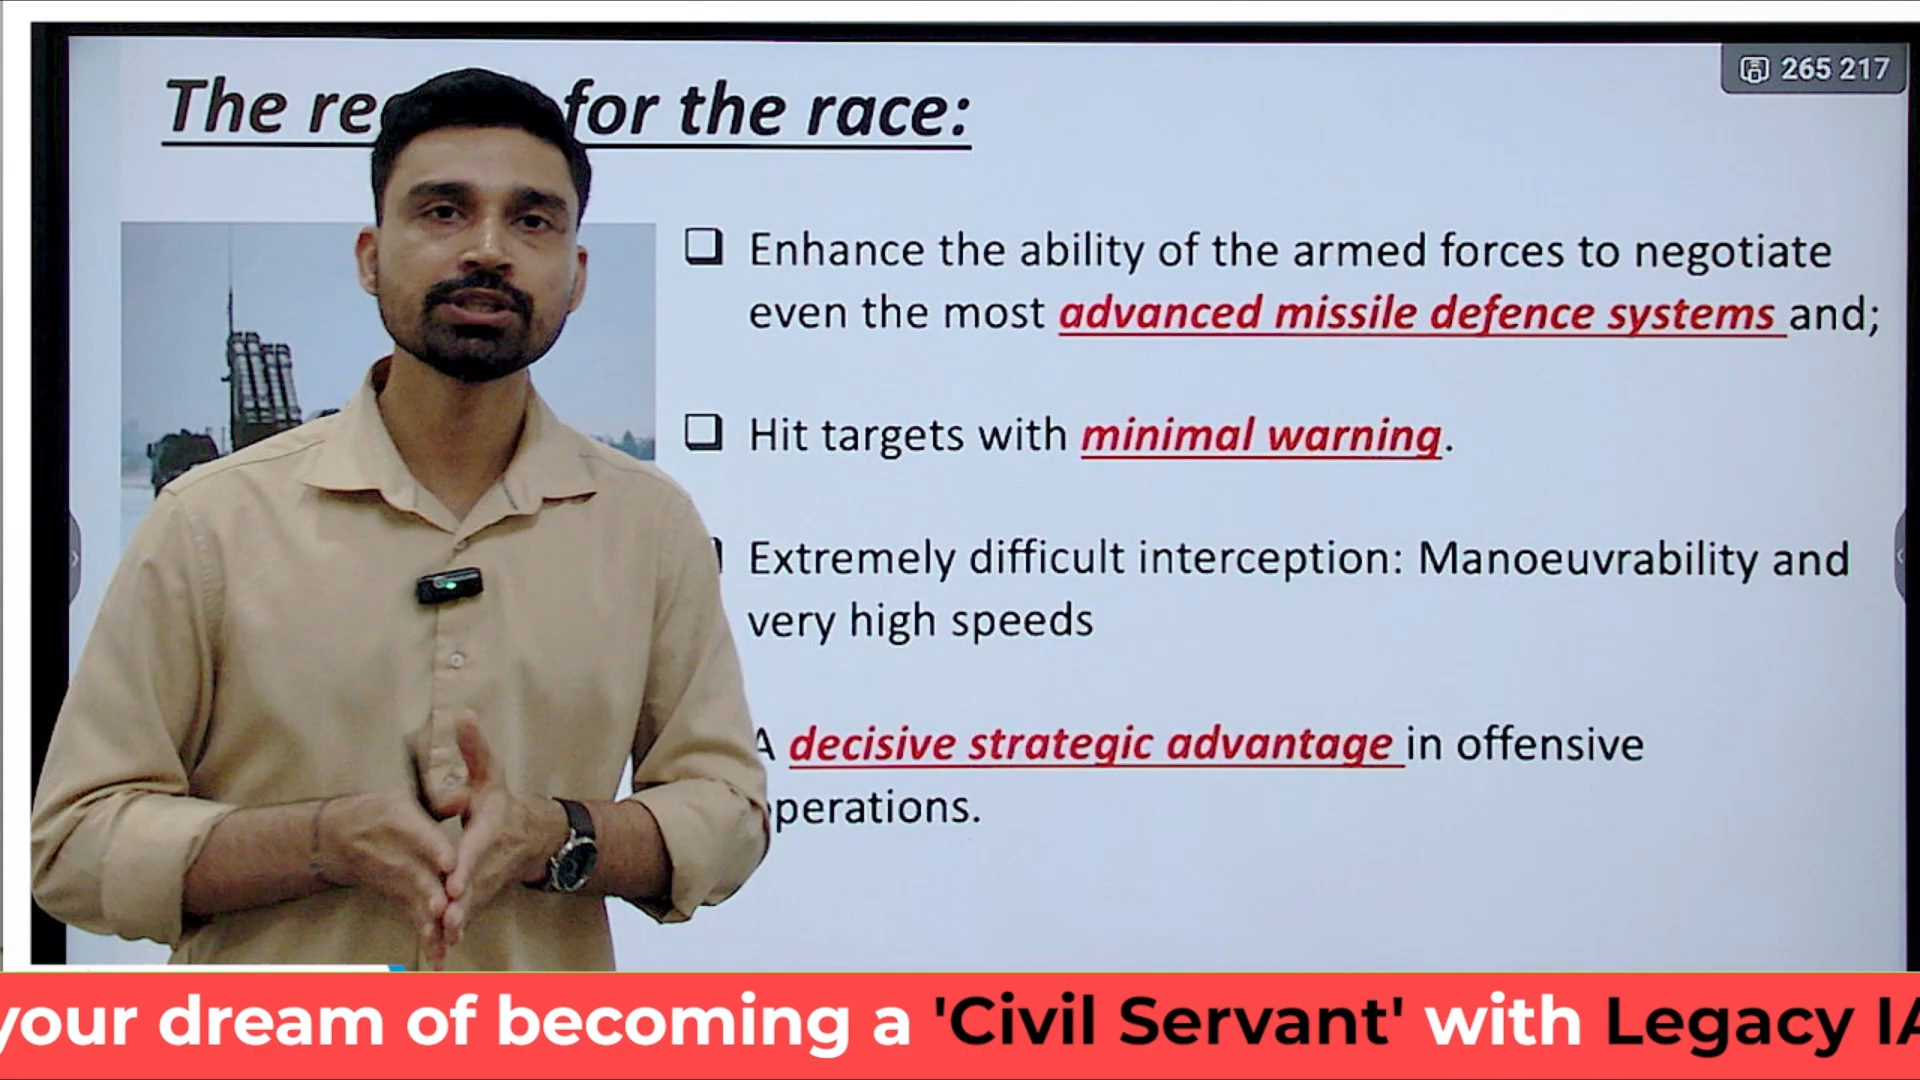 The re for the race:
265 217
Enhance the ability of the armed forces to negotiate
even the most advanced missile defence systems and;
Hit targets with minimal warning.
Extremely difficult interception: Manoeuvrability and
very high speeds
A decisive strategic advantage in offensive
perations.
your dream of becoming a 'Civil Servant' with Legacy IA